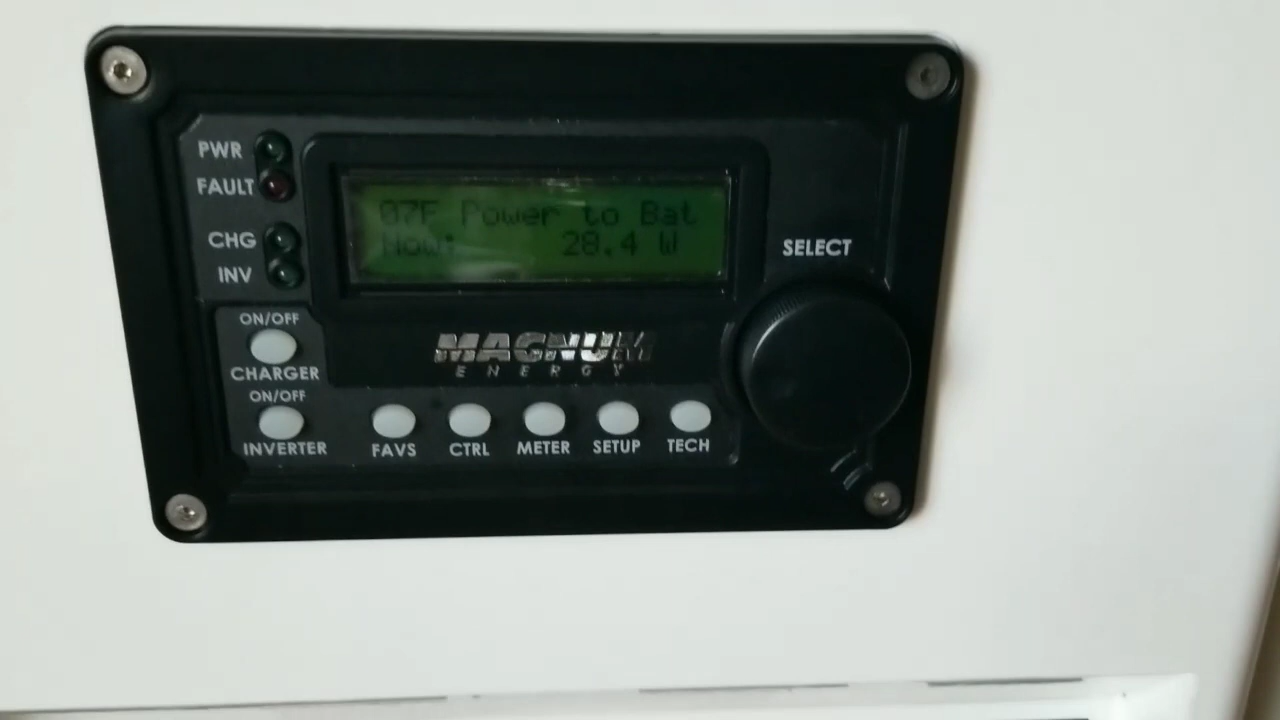 PWR
FAULT
CHG
INV
07F Power to Bat
Now: 28.4 W
SELECT
ON/OFF
CHARGER
ON/OFF
INVERTER
MAGNUM
ENERGY
FAVS
CTRL
METER
SETUP
TECH